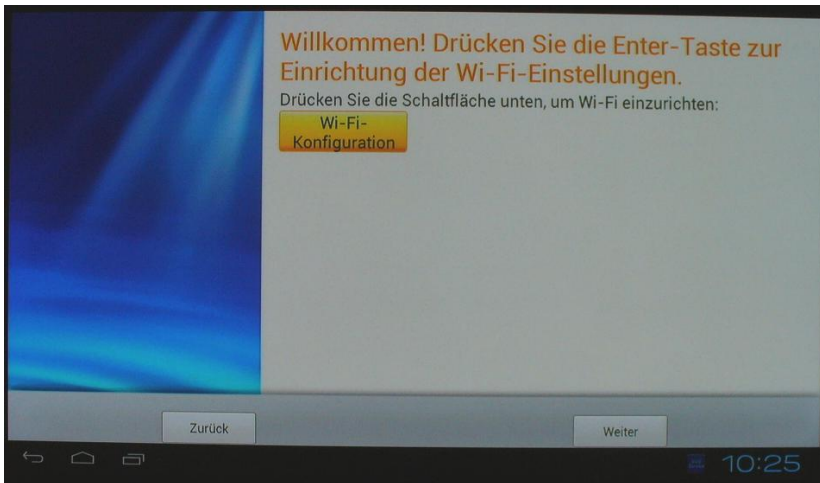 Willkommen! Drücken Sie die Enter-Taste zur
Einrichtung der Wi-Fi-Einstellungen.
Drücken Sie die Schaltfläche unten, um Wi-Fi einzurichten:
Wi-Fi-
Konfiguration
Zurück
Weiter
10:25